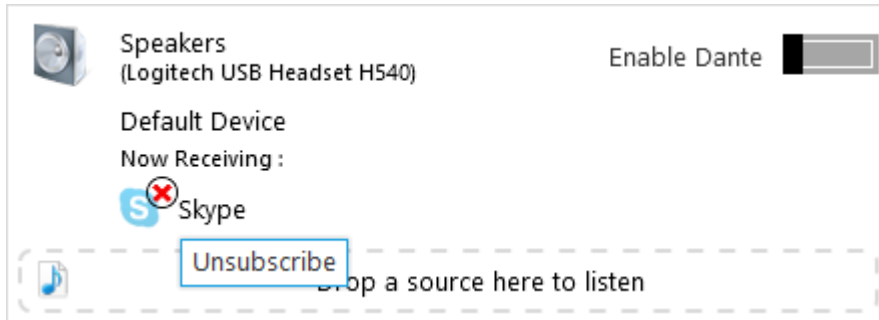 Speakers
(Logitech USB Headset H540)
Enable Dante
Default Device
Now Receiving :
Skype
Unsubscribe
Drop a source here to listen